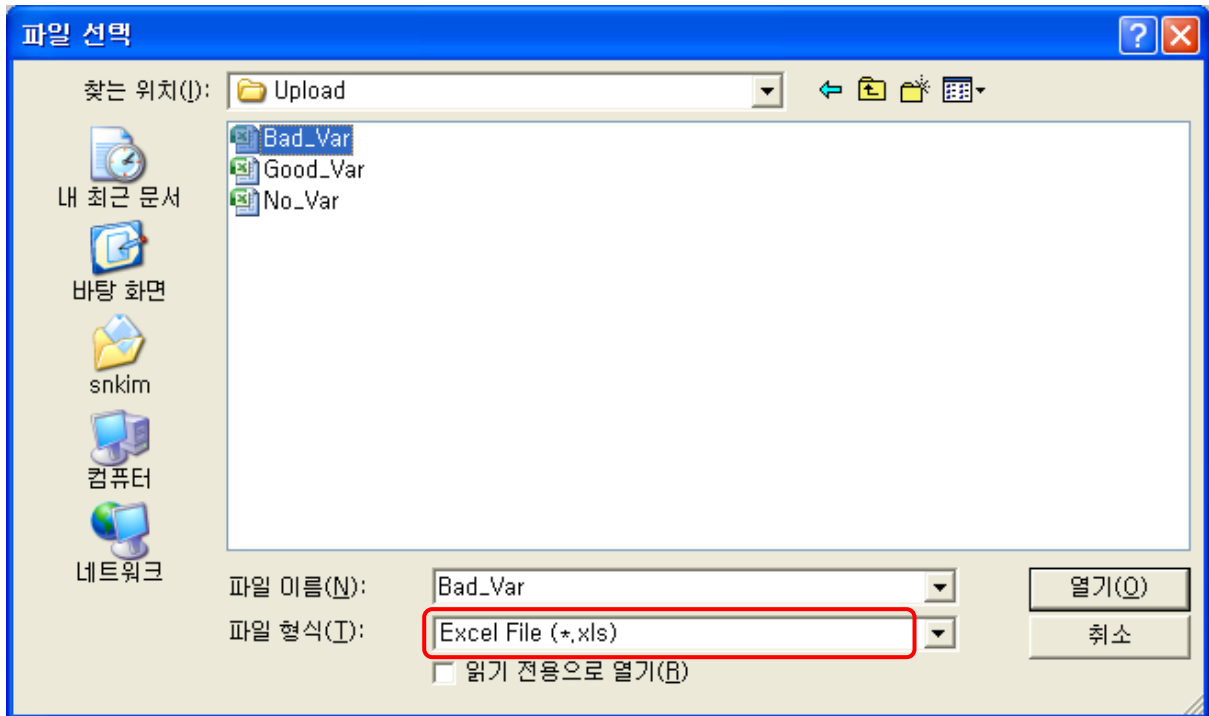 파일 선택
찾는 위치(I):
Upload
Bad_Var
Good_Var
No_Var
내 최근 문서
바탕 화면
snkim
컴퓨터
네트워크
파일 이름(N):
Bad_Var
열기(O)
파일 형식(T):
Excel File (*.xls)
취소
읽기 전용으로 열기(R)